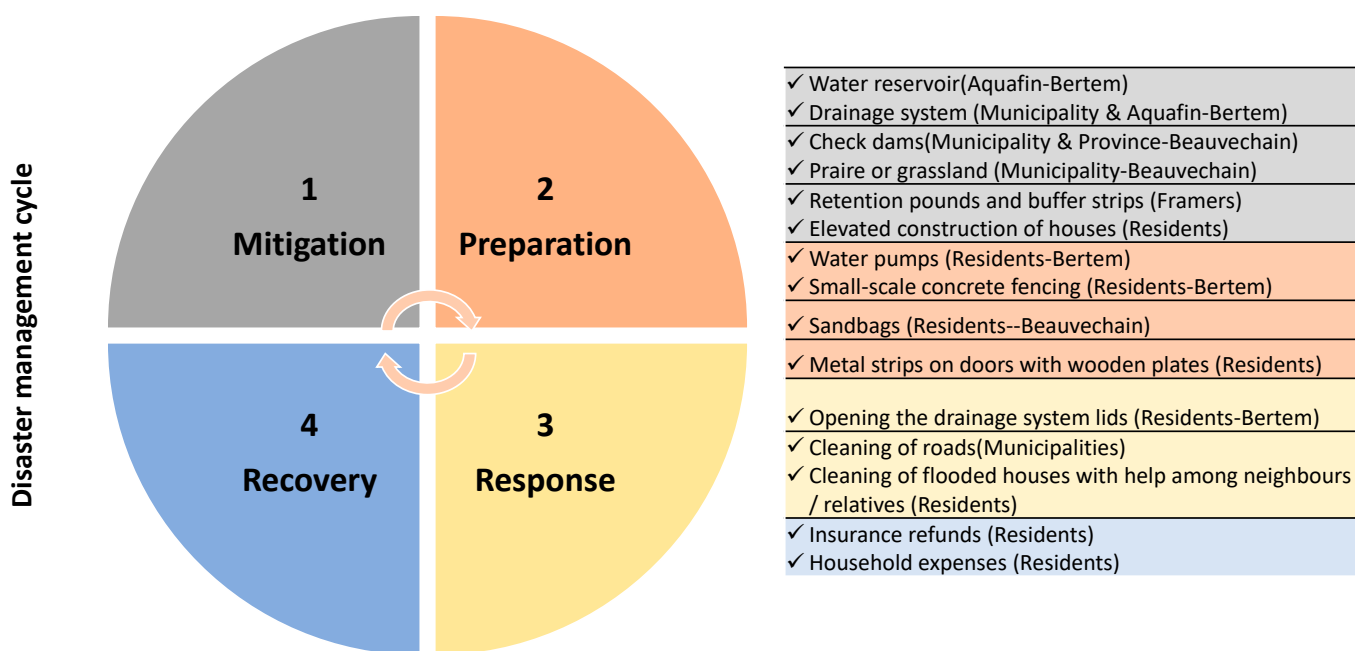 Disaster management cycle
1
Mitigation
2
Preparation
4
Recovery
3
Response
✓ Water reservoir(Aquafin-Bertem)
✓ Drainage system (Municipality & Aquafin-Bertem)
✓ Check dams(Municipality & Province-Beauvechain)
✓ Praire or grassland (Municipality-Beauvechain)
✓ Retention pounds and buffer strips (Framers)
✓ Elevated construction of houses (Residents)
✓ Water pumps (Residents-Bertem)
✓ Small-scale concrete fencing (Residents-Bertem)
✓ Sandbags (Residents--Beauvechain)
✓ Metal strips on doors with wooden plates (Residents)
✓ Opening the drainage system lids (Residents-Bertem)
✓ Cleaning of roads(Municipalities)
✓ Cleaning of flooded houses with help among neighbours
/ relatives (Residents)
✓ Insurance refunds (Residents)
✓ Household expenses (Residents)